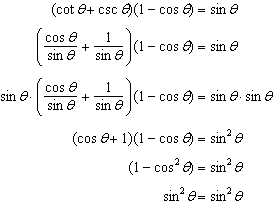 (cot θ + csc θ)(1 − cos θ) = sin θ
(cos θ/sin θ + 1/sin θ)(1 − cos θ) = sin θ
sin θ·(cos θ/sin θ + 1/sin θ)(1 − cos θ) = sin θ·sin θ
(cos θ + 1)(1 − cos θ) = sin² θ
(1 − cos² θ) = sin² θ
sin² θ = sin² θ